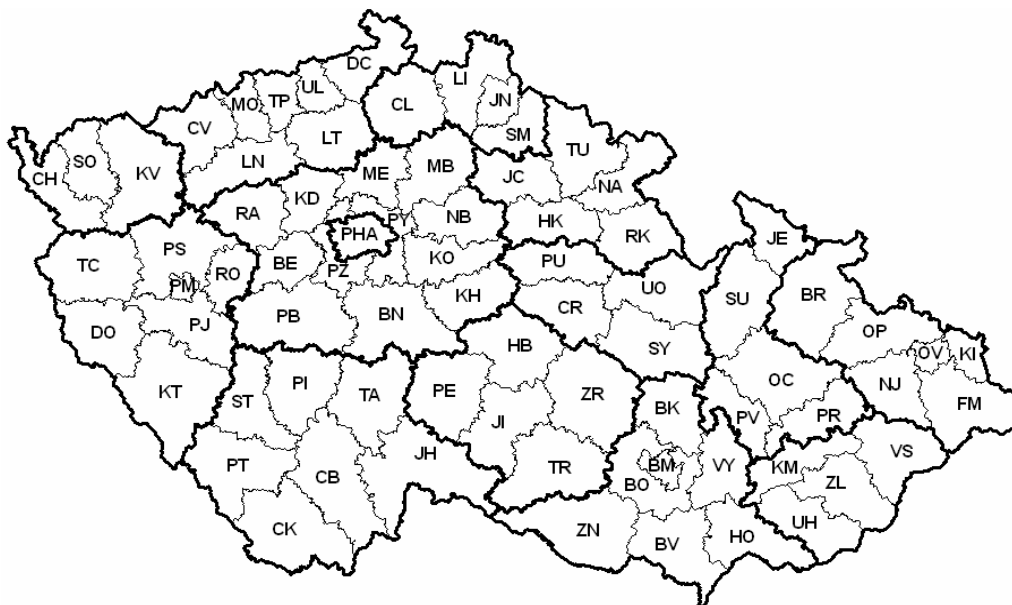 DC
LI
UL
JN
MO
TP
CL
CV
LT
SM
TU
LN
SO
CH
KV
ME
MB
JC
NA
KD
RA
PY
NB
HK
PHA
RK
JE
PS
TC
RO
BE
PZ
KO
PU
PM
KH
UO
SU
BR
PB
BN
CR
DO
PJ
OP
HB
SY
OV
KI
KT
ST
PI
TA
PE
ZR
OC
NJ
BK
FM
PV
PR
JI
JH
VS
PT
CB
TR
BM
VY
KM
BO
ZL
CK
ZN
UH
BV
HO